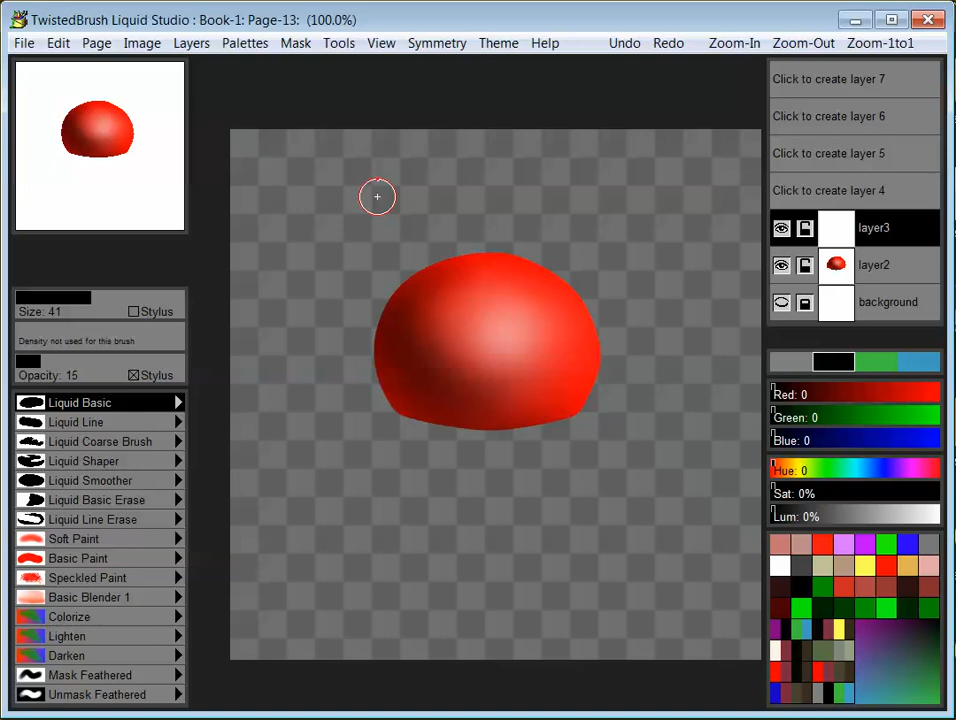 TwistedBrush Liquid Studio : Book-1: Page-13:  (100.0%)
File Edit Page Image Layers Palettes Mask Tools View Symmetry Theme Help Undo Redo Zoom-In Zoom-Out Zoom-1to1
Click to create layer 7
Click to create layer 6
Click to create layer 5
Click to create layer 4
layer3
layer2
background
Size: 41 Stylus
Density not used for this brush
Opacity: 15 Stylus
Liquid Basic
Liquid Line
Liquid Coarse Brush
Liquid Shaper
Liquid Smoother
Liquid Basic Erase
Liquid Line Erase
Soft Paint
Basic Paint
Speckled Paint
Basic Blender 1
Colorize
Lighten
Darken
Mask Feathered
Unmask Feathered
Red: 0
Green: 0
Blue: 0
Hue: 0
Sat: 0%
Lum: 0%